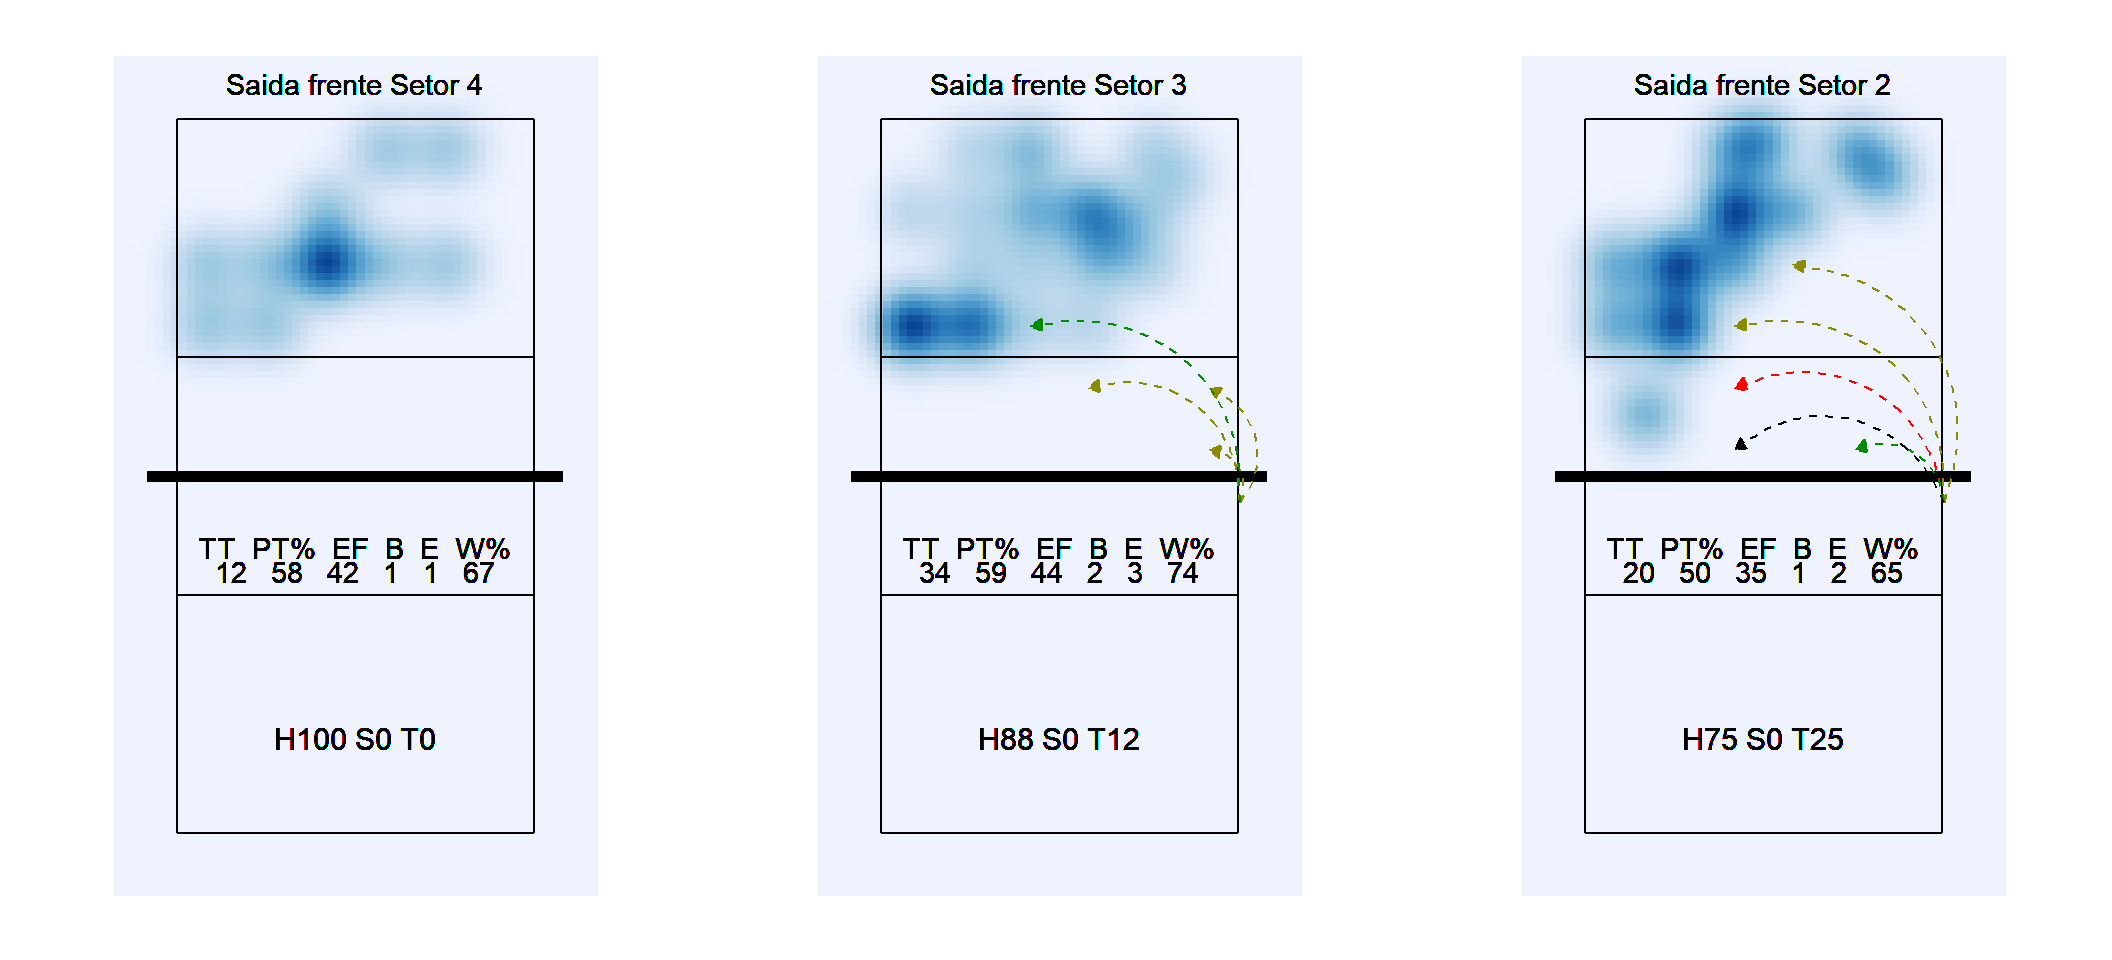 Saida frente Setor 4
TT PT% EF B E W%
12 58 42 1 1 67
H100 S0 T0
Saida frente Setor 3
TT PT% EF B E W%
34 59 44 2 3 74
H88 S0 T12
Saida frente Setor 2
TT PT% EF B E W%
20 50 35 1 2 65
H75 S0 T25